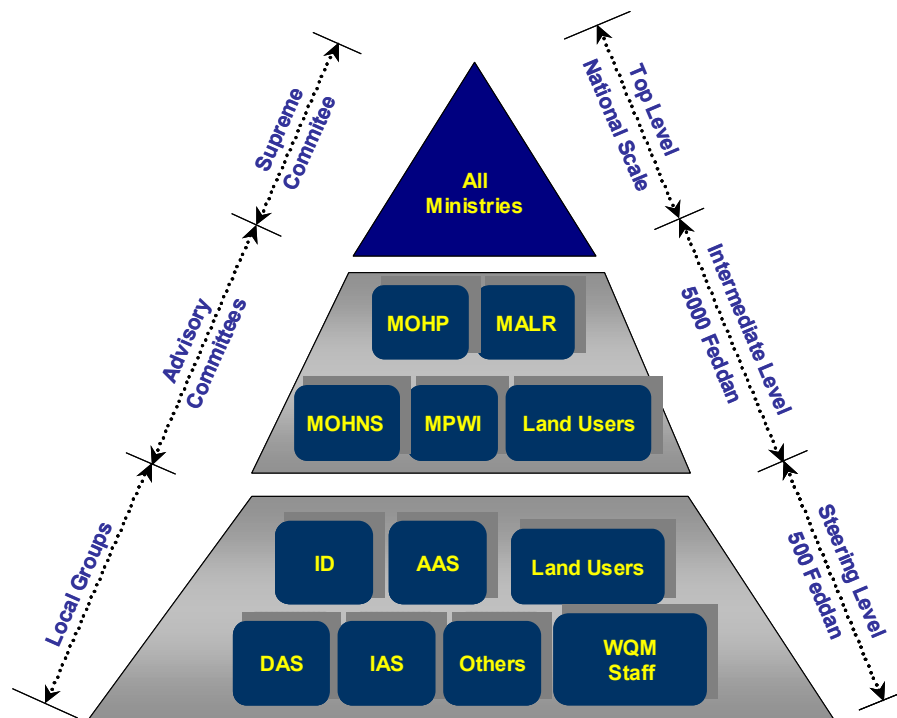 Supreme
Commitee
Top Level
National Scale
All
Ministries
Advisory
Committees
Intermediate Level
5000 Feddan
MOHP
MALR
MOHNS
MPWI
Land Users
Local Groups
Steering Level
500 Feddan
ID
AAS
Land Users
DAS
IAS
Others
WQM
Staff